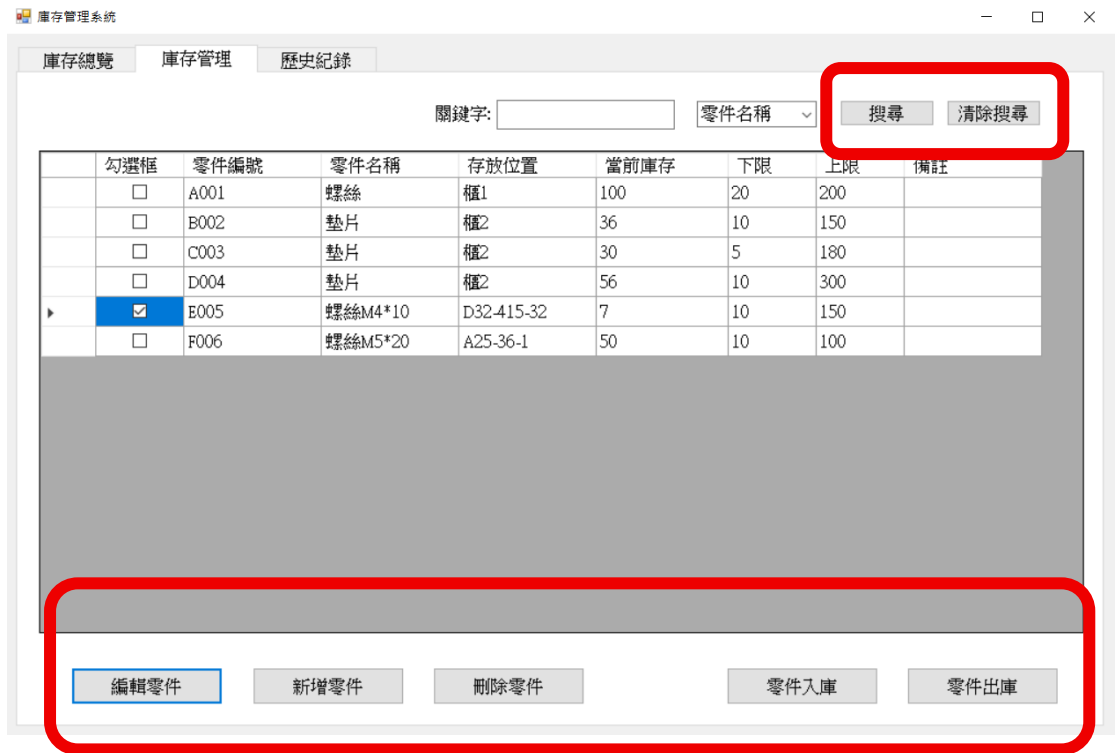 庫存管理系統
庫存總覽 庫存管理 歷史紀錄
關鍵字: 零件名稱 搜尋 清除搜尋
勾選框 零件編號 零件名稱 存放位置 當前庫存 下限 上限 備註
A001 螺絲 櫃1 100 20 200
B002 墊片 櫃2 36 10 150
C003 墊片 櫃2 30 5 180
D004 墊片 櫃2 56 10 300
E005 螺絲M4*10 D32-415-32 7 10 150
F006 螺絲M5*20 A25-36-1 50 10 100
編輯零件 新增零件 刪除零件 零件入庫 零件出庫